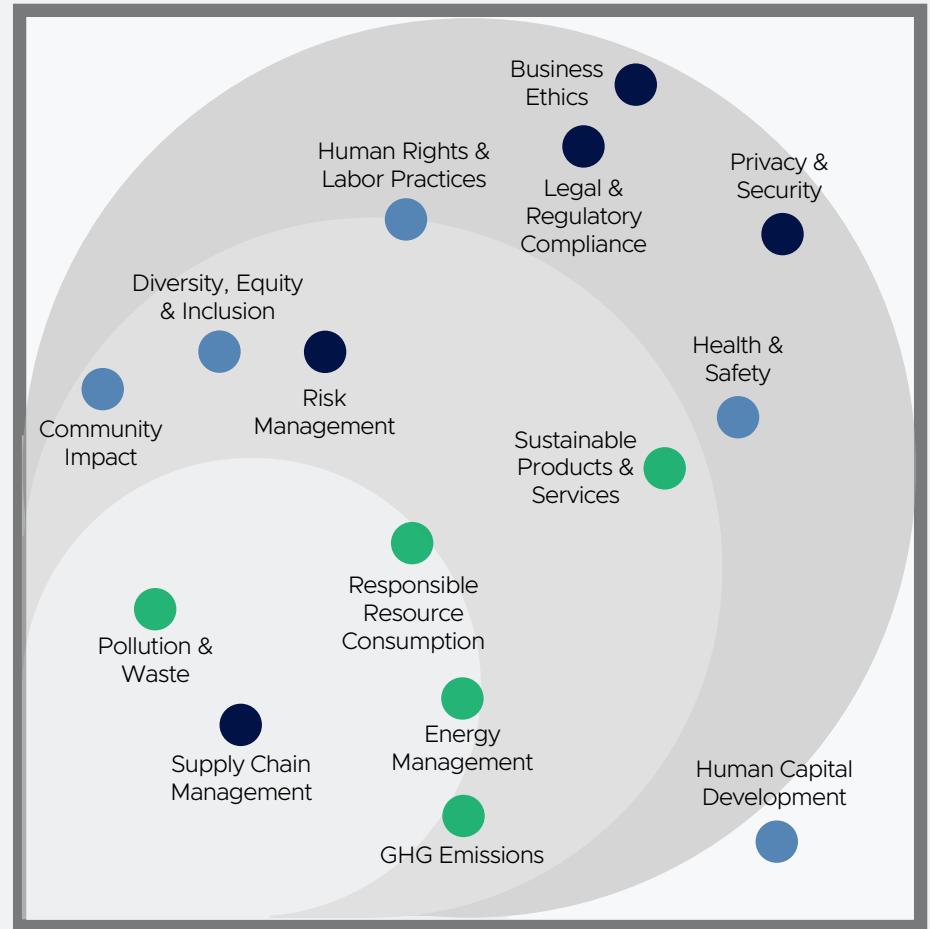 Business
Ethics
Human Rights &
Labor Practices
Legal &
Regulatory
Compliance
Privacy &
Security
Diversity, Equity
& Inclusion
Risk
Management
Community
Impact
Health &
Safety
Sustainable
Products &
Services
Responsible
Resource
Consumption
Pollution &
Waste
Energy
Management
Supply Chain
Management
Human Capital
Development
GHG Emissions